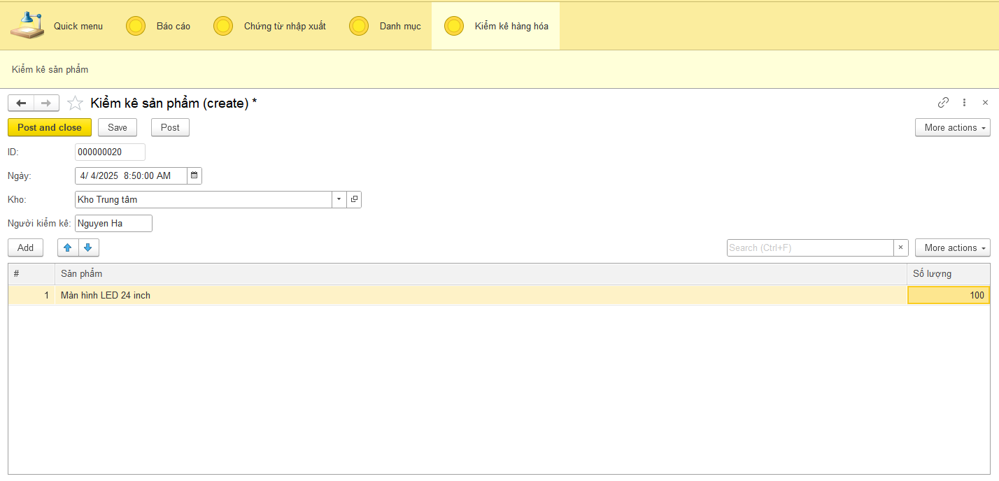 Quick menu Báo cáo Chứng từ nhập xuất Danh mục Kiểm kê hàng hóa
Kiểm kê sản phẩm
Kiểm kê sản phẩm (create) *
Post and close Save Post More actions
ID: 000000020
Ngày: 4/ 4/2025 8:50:00 AM
Kho: Kho Trung tâm
Người kiểm kê: Nguyen Ha
Add Search (Ctrl+F) × More actions
# Sản phẩm Số lượng
1 Màn hình LED 24 inch 100